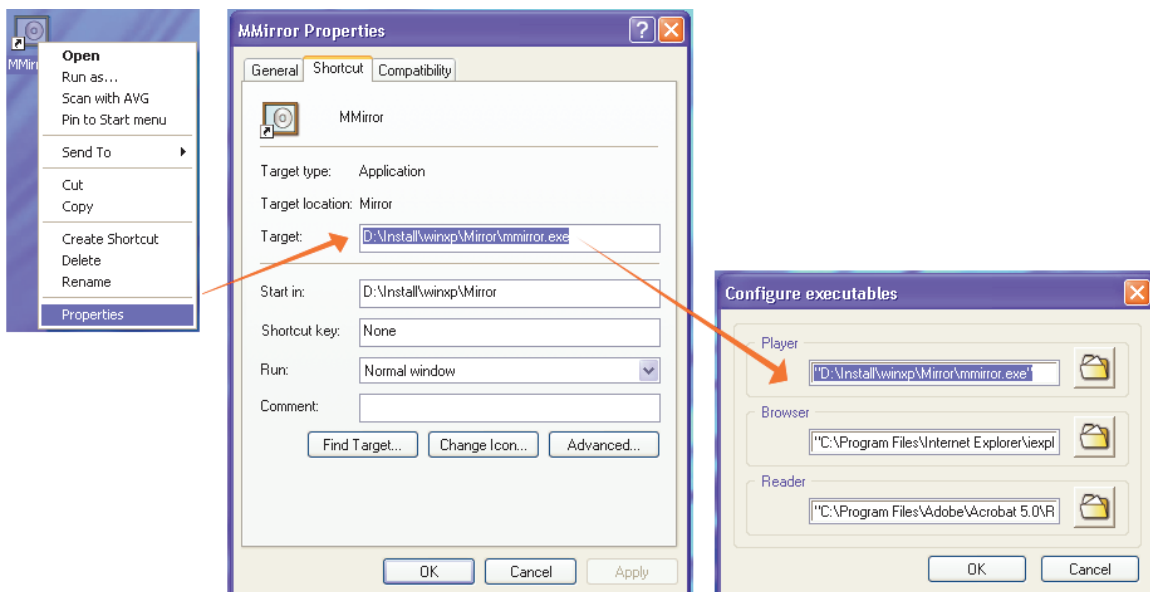 MMirr
Open
Run as...
Scan with AVG
Pin to Start menu
Send To
Cut
Copy
Create Shortcut
Delete
Rename
Properties
MMirror Properties
General Shortcut Compatibility
MMirror
Target type: Application
Target location: Mirror
Target: D:\Install\winxp\Mirror\mmirror.exe
Start in: D:\Install\winxp\Mirror
Shortcut key: None
Run: Normal window
Comment:
Find Target... Change Icon... Advanced...
OK Cancel Apply
Configure executables
Player
"D:\Install\winxp\Mirror\mmirror.exe"
Browser
"C:\Program Files\Internet Explorer\iexpl
Reader
"C:\Program Files\Adobe\Acrobat 5.0\R
OK Cancel